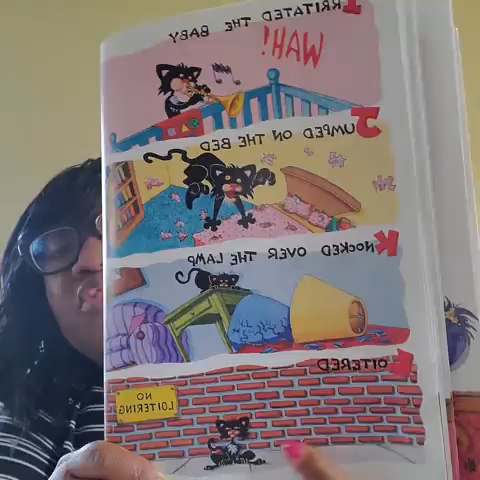 IRRITATED THE BABY
WAH!
JUMPED ON THE BED
KNOCKED OVER THE LAMP
LOITERED
NO
LOITERING